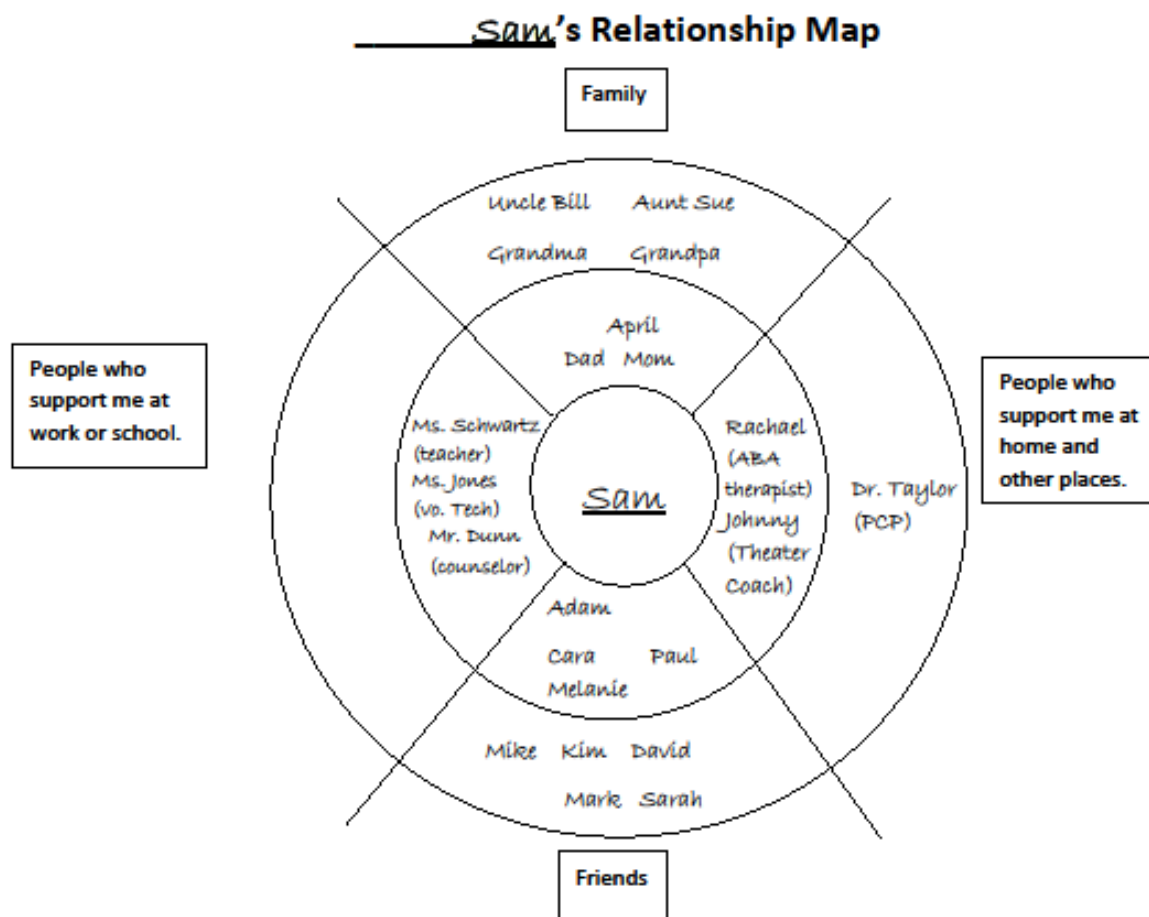 Sam's Relationship Map
Family
Uncle Bill Aunt Sue
Grandma Grandpa
April
Dad Mom
People who
support me at
work or school.
Ms. Schwartz
(teacher)
Ms. Jones
(vo. Tech)
Mr. Dunn
(counselor)
Sam
Rachael
(ABA
therapist)
Johnny
(Theater
Coach)
Dr. Taylor
(PCP)
People who
support me at
home and
other places.
Adam
Cara Paul
Melanie
Mike Kim David
Mark Sarah
Friends